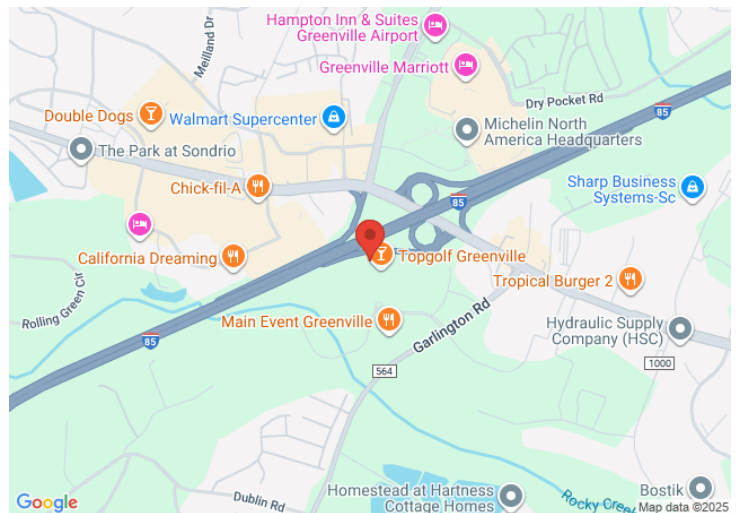 Hampton Inn & Suites
Greenville Airport
Meilland Dr
Greenville Marriott
Dry Pocket Rd
85
Double Dogs
Walmart Supercenter
Michelin North
America Headquarters
The Park at Sondrio
Chick-fil-A
Sharp Business
Systems-Sc
85
California Dreaming
Topgolf Greenville
Tropical Burger 2
Rolling Green Cir
Main Event Greenville
Garlington Rd
Hydraulic Supply
Company (HSC)
85
564
1000
Homestead at Hartness
Cottage Homes
Rocky Creek
Bostik
Dublin Rd
Google
Map data ©2025